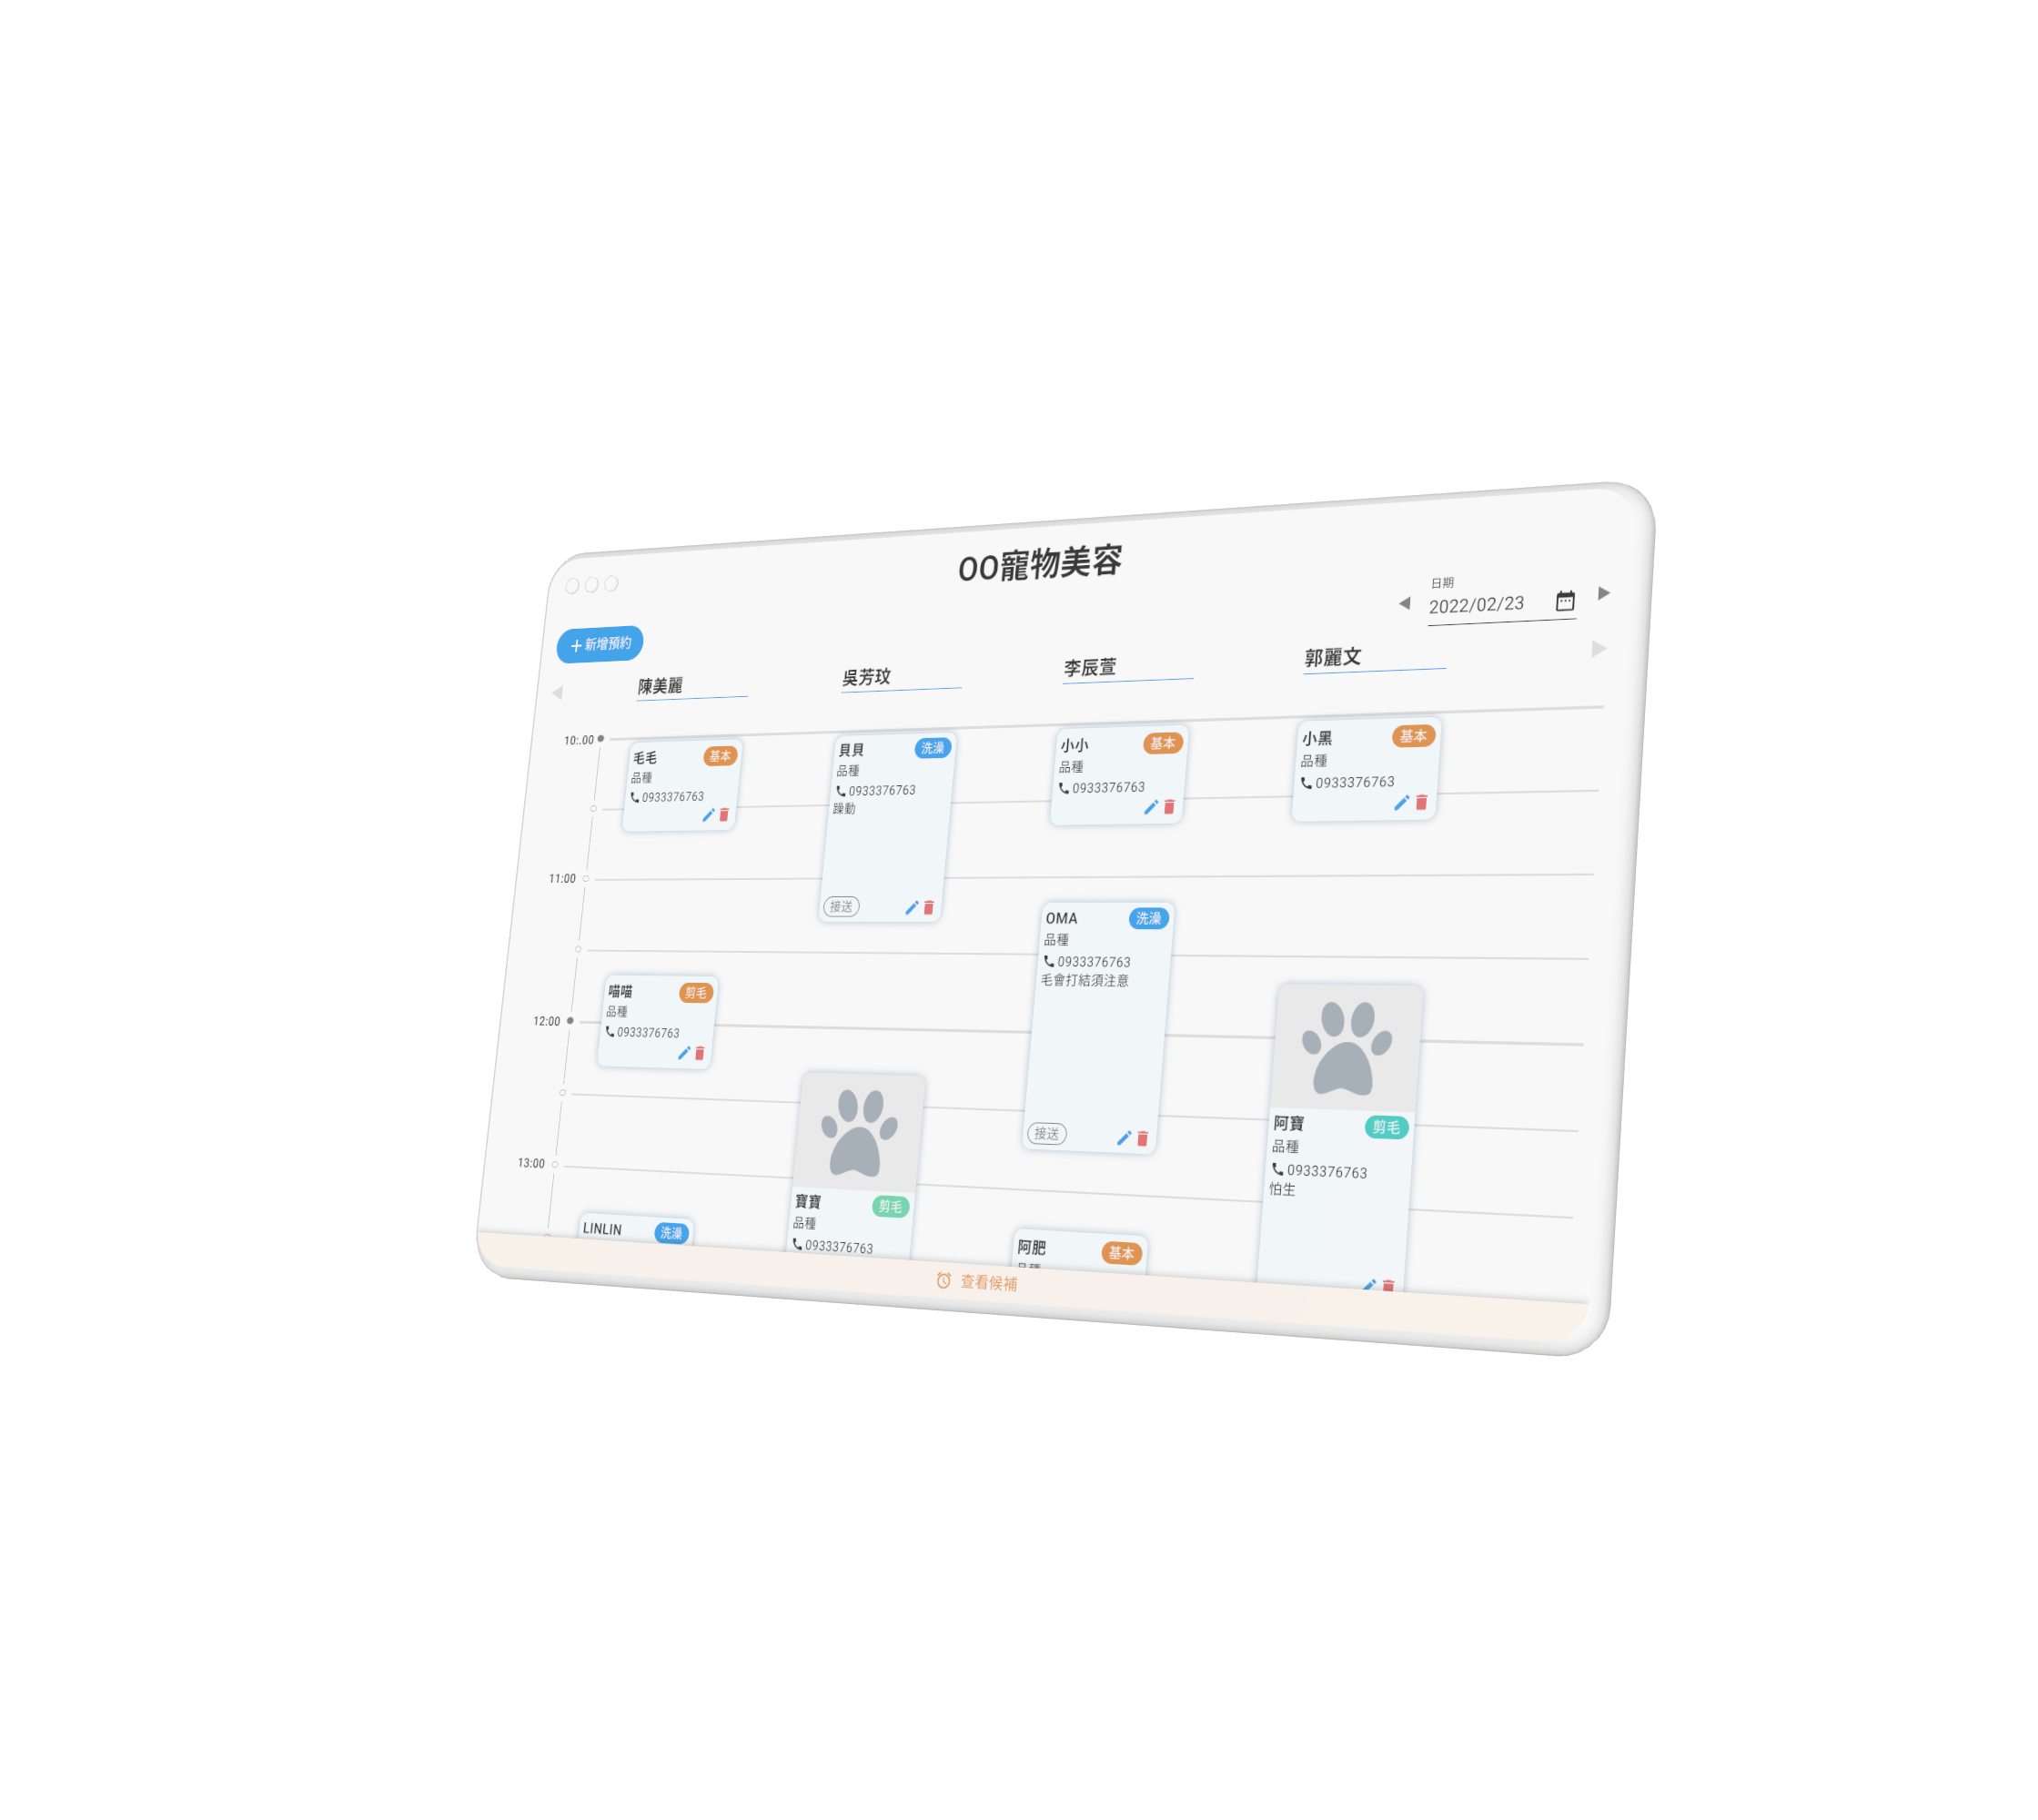 OO寵物美容
日期
2022/02/23
+新增預約
陳美麗
吳芳玟
李辰萱
郭麗文
10:.00
毛毛 基本
品種
0933376763
貝貝 洗澡
品種
0933376763
躁動
接送
小小 基本
品種
0933376763
小黑 基本
品種
0933376763
11:00
OMA 洗澡
品種
0933376763
毛會打結須注意
接送
喵喵 剪毛
品種
0933376763
12:00
阿寶 剪毛
品種
0933376763
怕生
13:00
寶寶 剪毛
品種
0933376763
LINLIN 洗澡
阿肥 基本
品種
查看候補